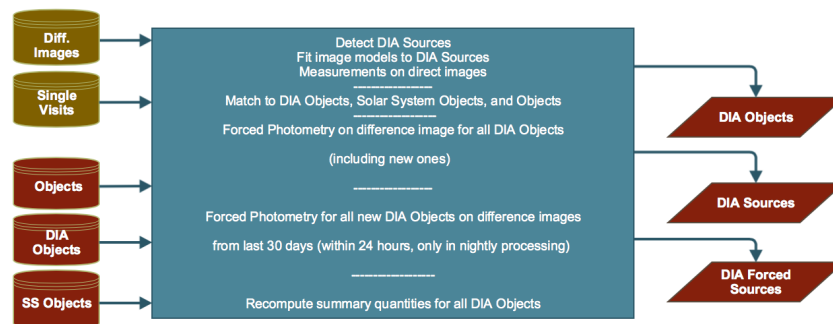 Diff.
Images
Single
Visits
Objects
DIA
Objects
SS Objects
Detect DIA Sources
Fit image models to DIA Sources
Measurements on direct images
--------------------
Match to DIA Objects, Solar System Objects, and Objects
--------------------
Forced Photometry on difference image for all DIA Objects
(including new ones)
--------------------
Forced Photometry for all new DIA Objects on difference images
from last 30 days (within 24 hours, only in nightly processing)
--------------------
Recompute summary quantities for all DIA Objects
DIA Objects
DIA Sources
DIA Forced
Sources